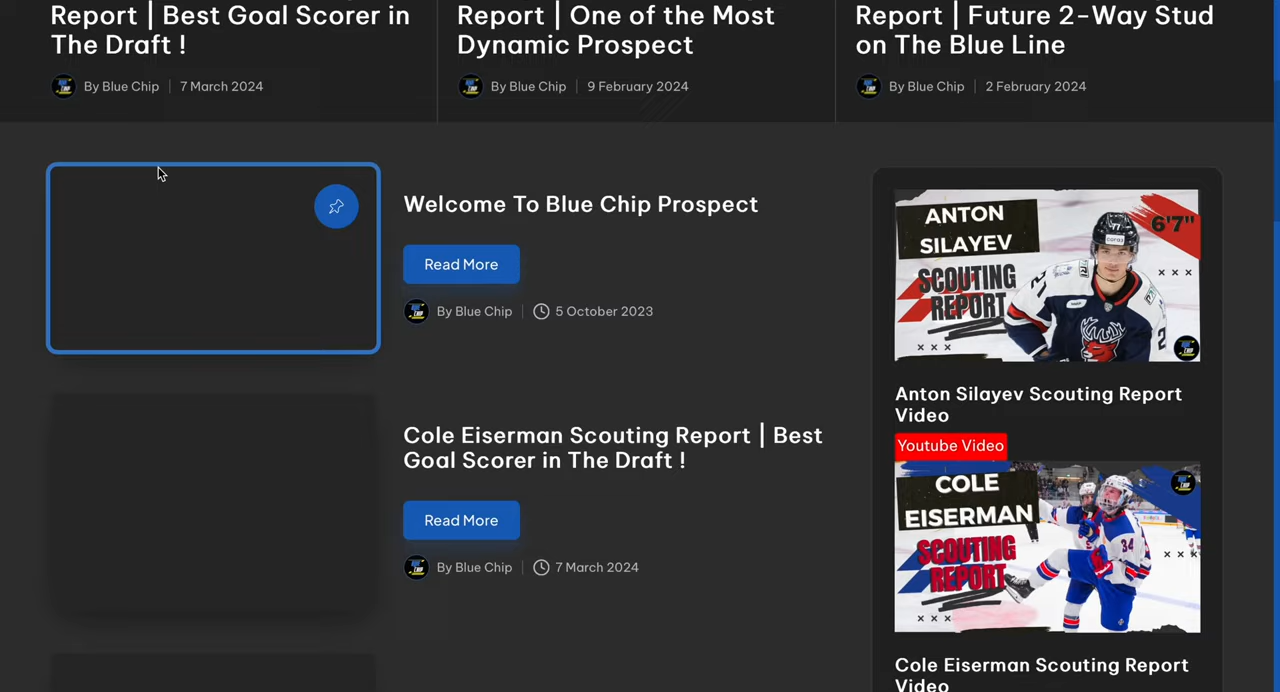 Report | Best Goal Scorer in
The Draft !
By Blue Chip
7 March 2024
Report | One of the Most
Dynamic Prospect
By Blue Chip
9 February 2024
Report | Future 2-Way Stud
on The Blue Line
By Blue Chip
2 February 2024
Welcome To Blue Chip Prospect
Read More
By Blue Chip
5 October 2023
Cole Eiserman Scouting Report | Best
Goal Scorer in The Draft !
Read More
By Blue Chip
7 March 2024
ANTON
SILAYEV
SCOUTING
REPORT
6'7"
Anton Silayev Scouting Report
Video
Youtube Video
COLE
EISERMAN
SCOUTING
REPORT
34
Cole Eiserman Scouting Report
Video